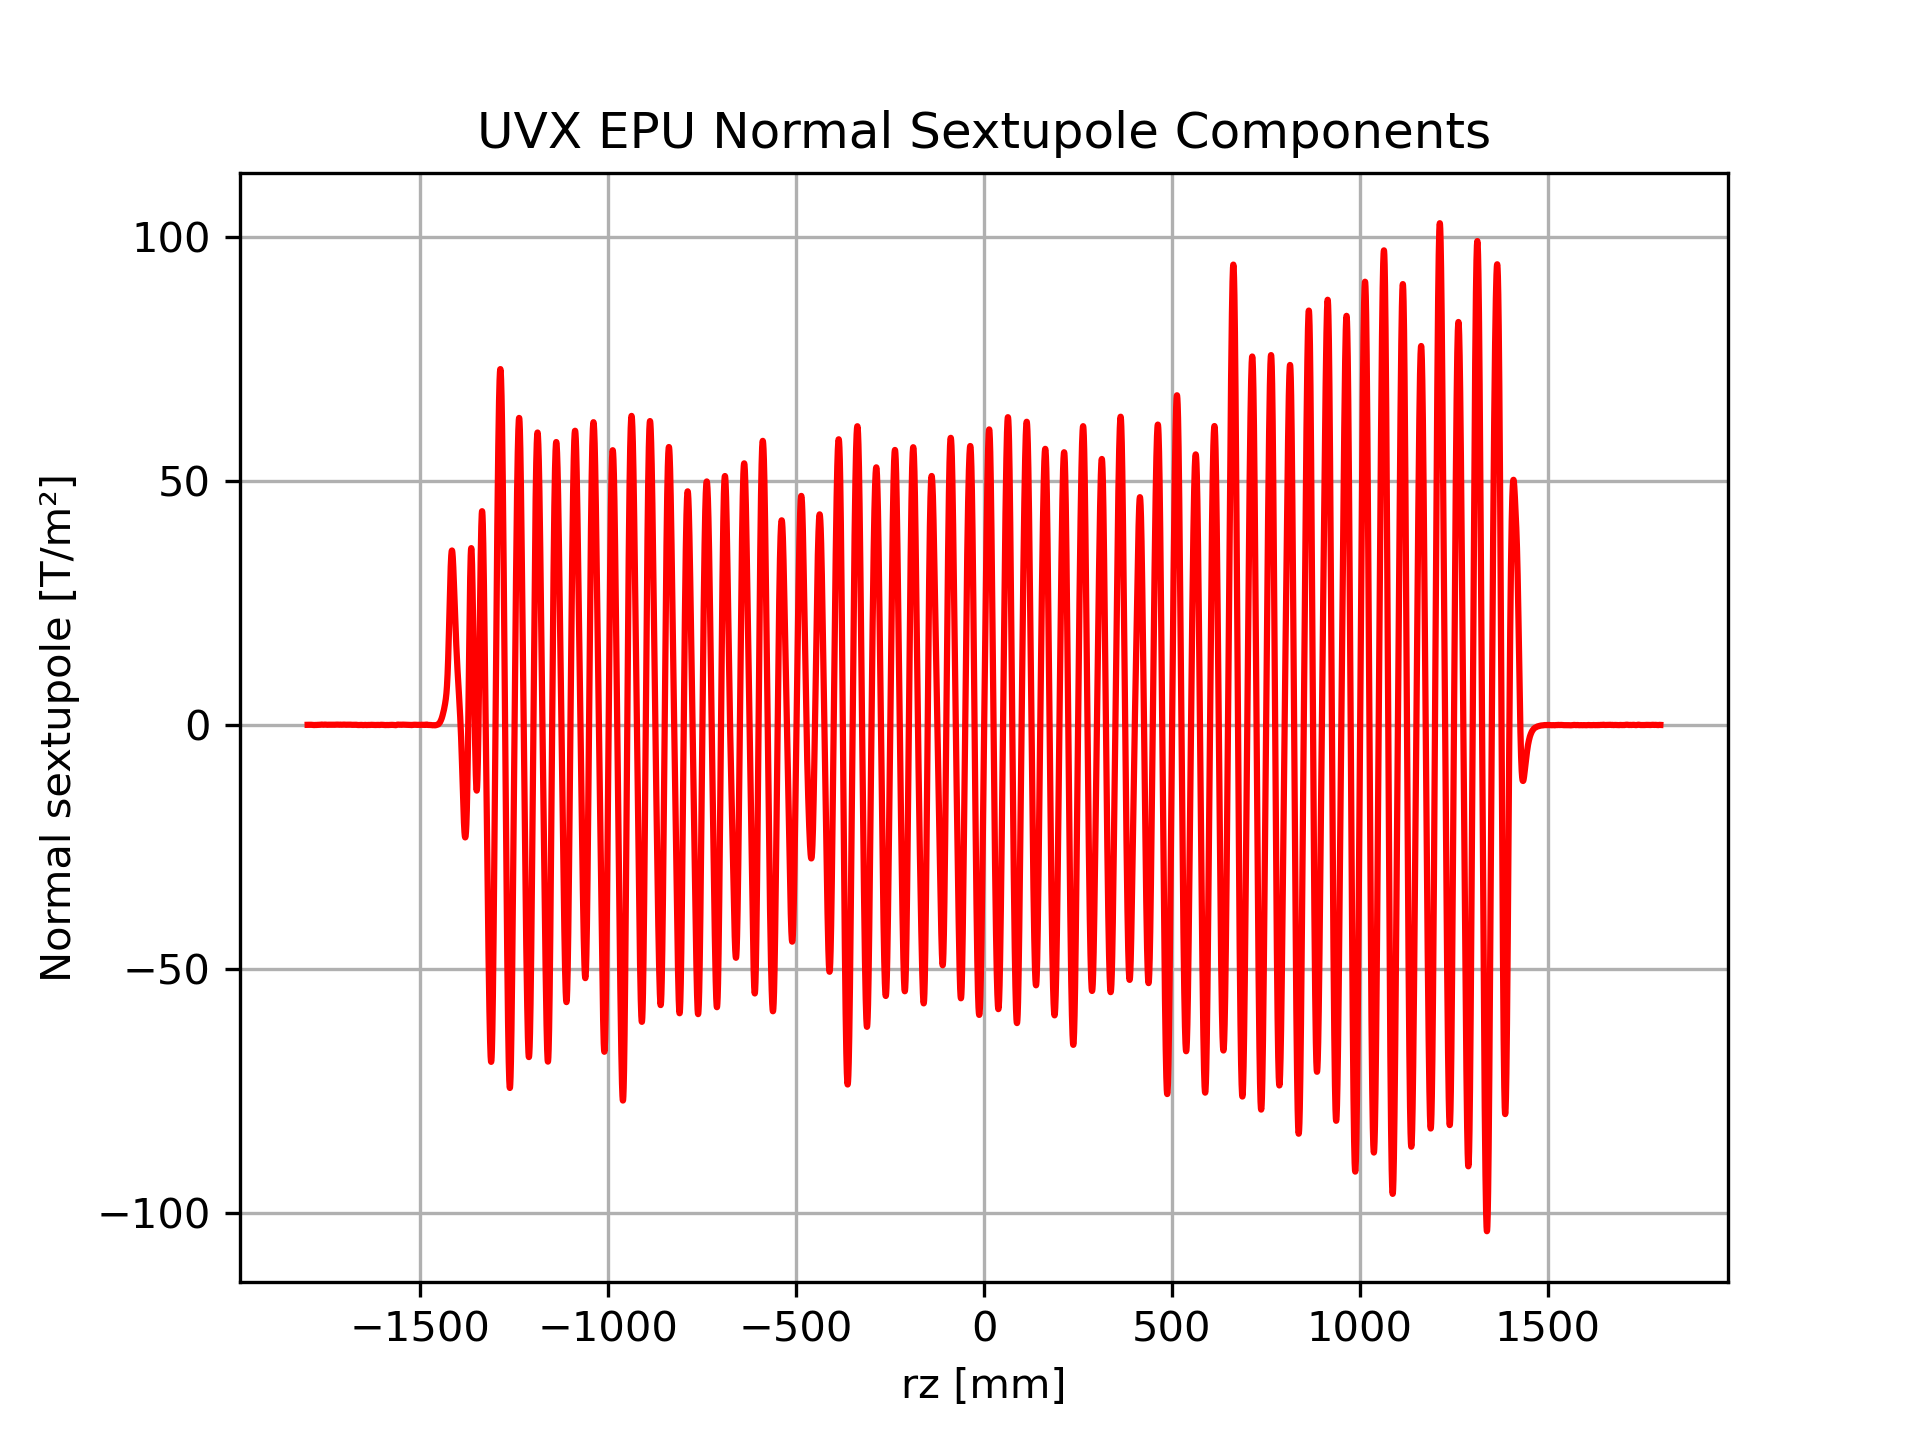 UVX EPU Normal Sextupole Components
Normal sextupole [T/m²]
100
50
0
−50
−100
−1500 −1000 −500 0 500 1000 1500
rz [mm]